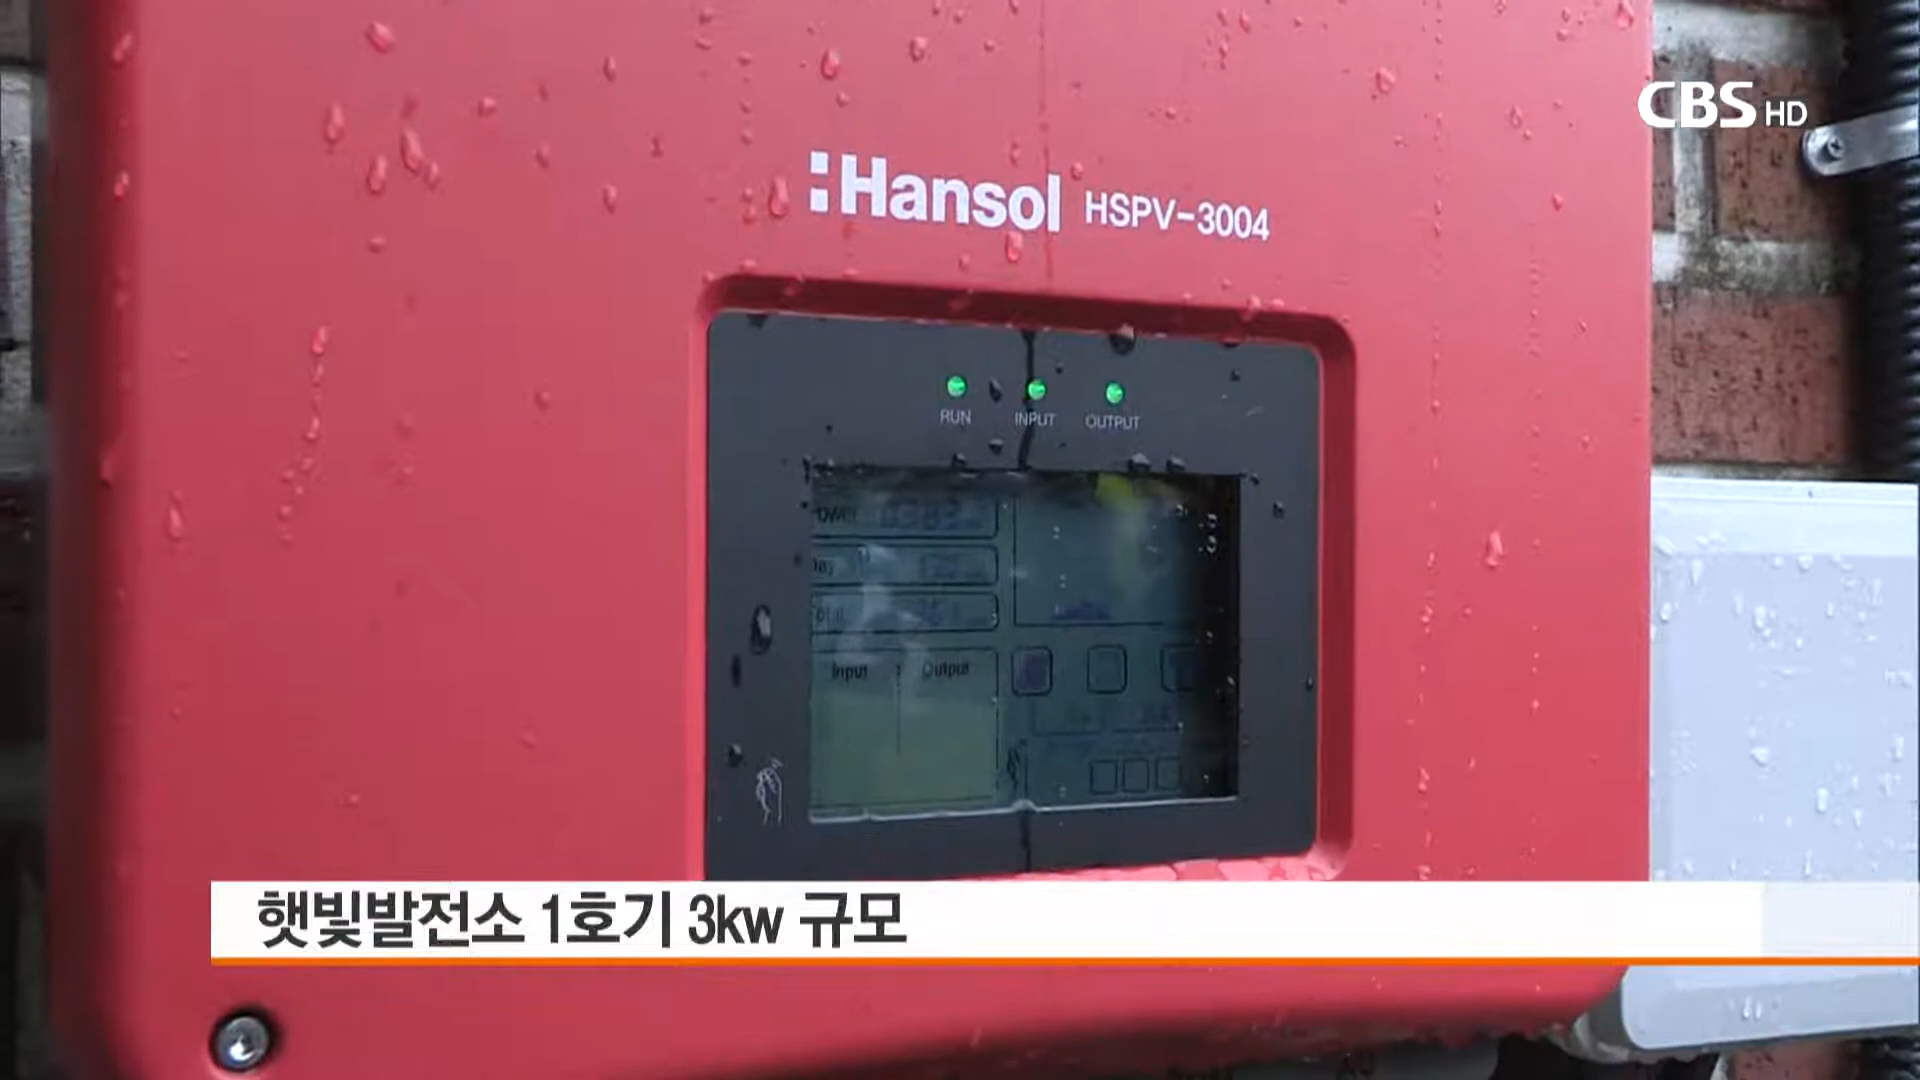 CBS HD
Hansol HSPV-3004
RUN INPUT OUTPUT
Input Output
햇빛발전소 1호기 3kw 규모